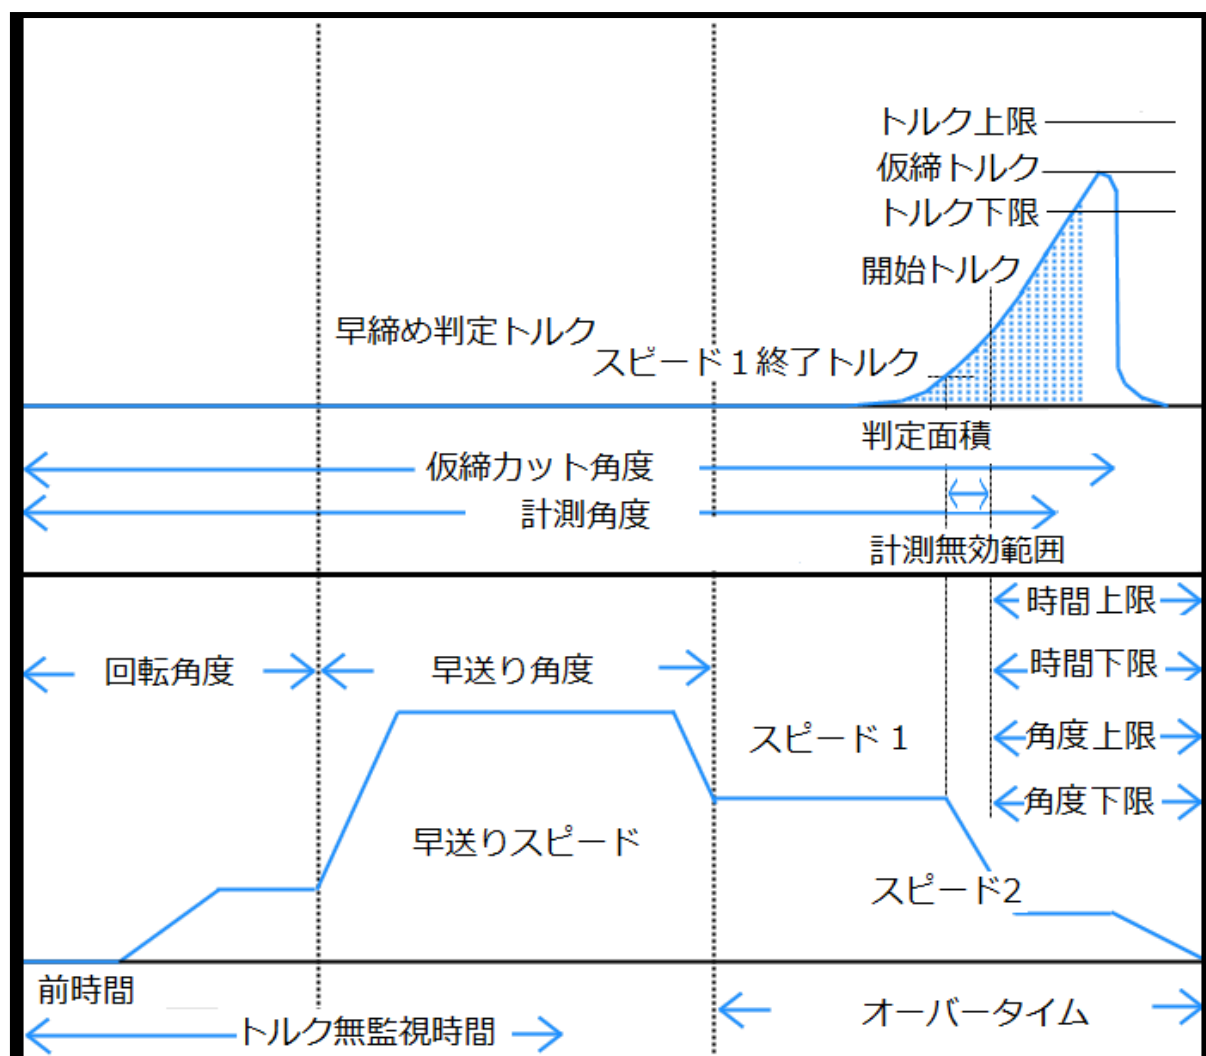 トルク上限
仮締トルク
トルク下限
開始トルク
早締め判定トルク
スピード１終了トルク
判定面積
仮締カット角度
計測角度
計測無効範囲
時間上限
回転角度
早送り角度
時間下限
スピード 1
角度上限
角度下限
早送りスピード
スピード2
前時間
オーバータイム
トルク無監視時間